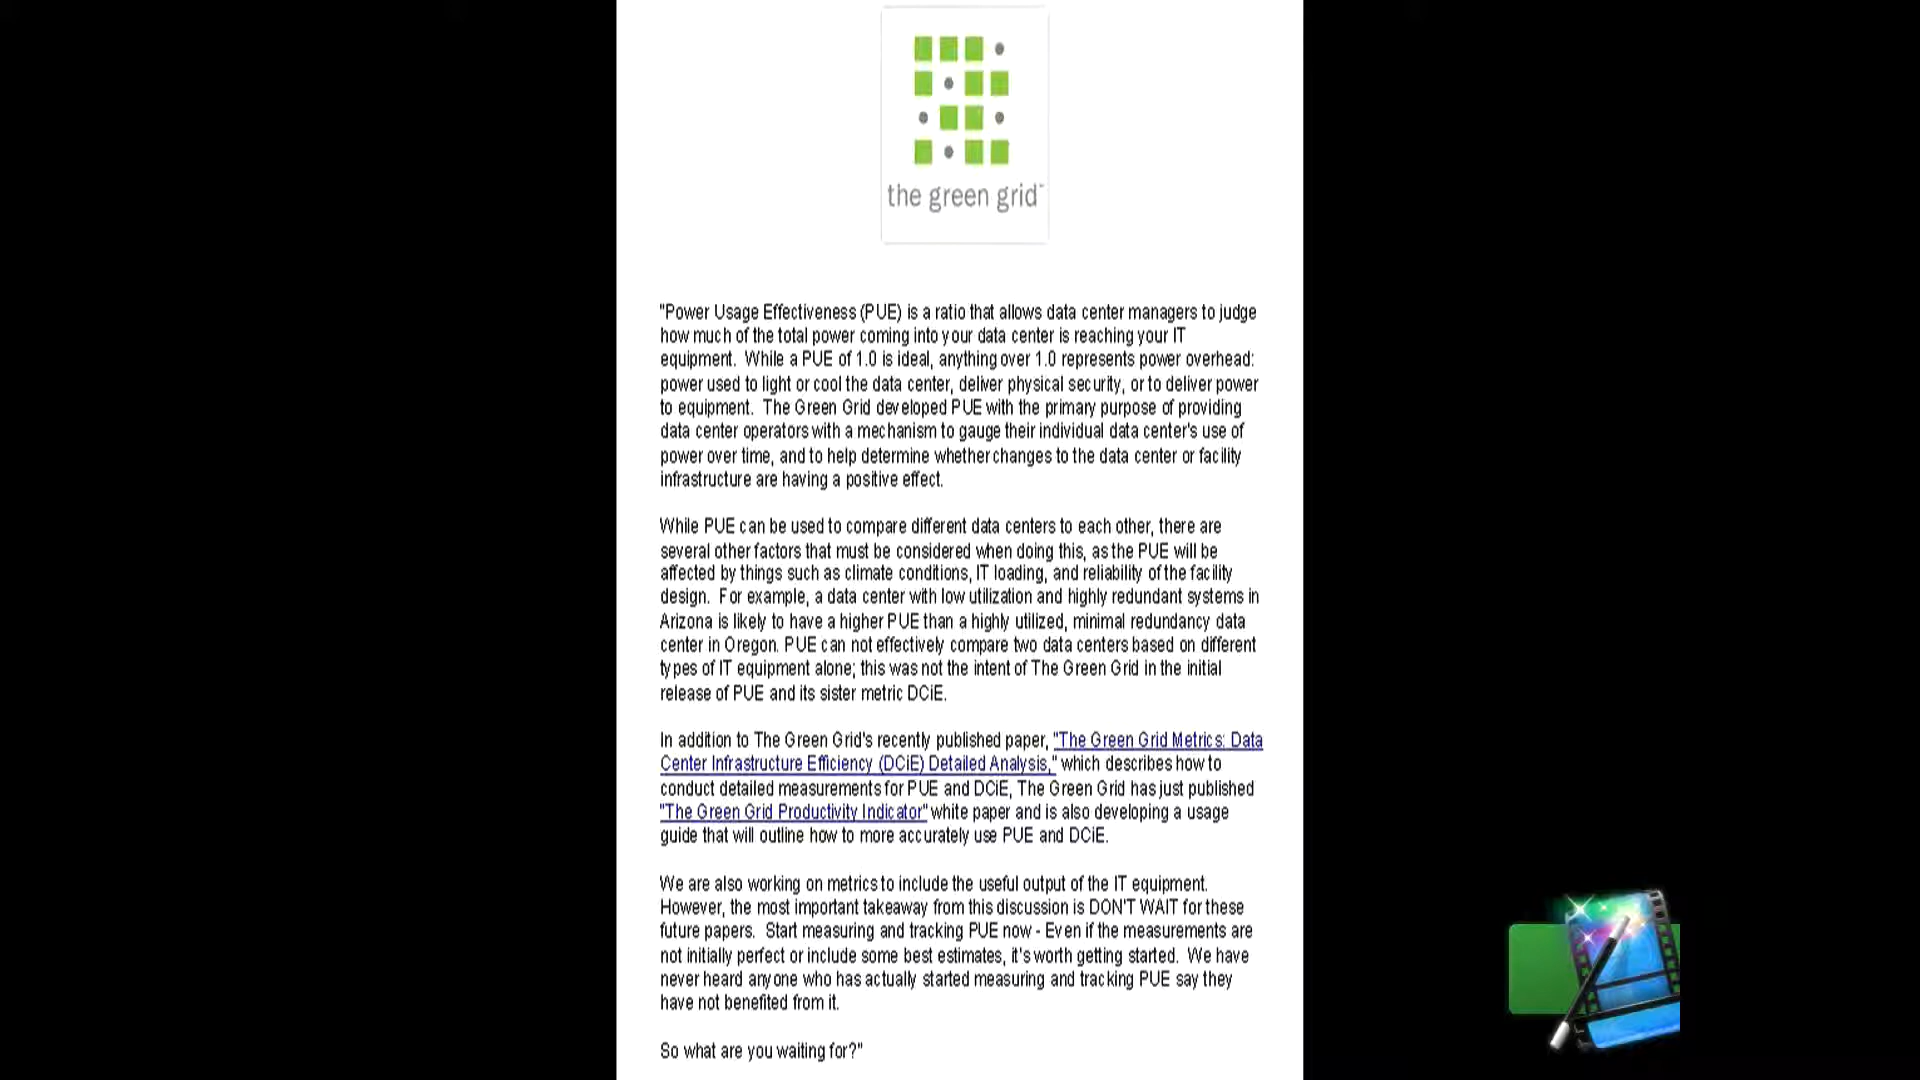 the green grid™
"Power Usage Effectiveness (PUE) is a ratio that allows data center managers to judge
how much of the total power coming into your data center is reaching your IT
equipment. While a PUE of 1.0 is ideal, anything over 1.0 represents power overhead:
power used to light or cool the data center, deliver physical security, or to deliver power
to equipment. The Green Grid developed PUE with the primary purpose of providing
data center operators with a mechanism to gauge their individual data center's use of
power over time, and to help determine whether changes to the data center or facility
infrastructure are having a positive effect.
While PUE can be used to compare different data centers to each other, there are
several other factors that must be considered when doing this, as the PUE will be
affected by things such as climate conditions, IT loading, and reliability of the facility
design. For example, a data center with low utilization and highly redundant systems in
Arizona is likely to have a higher PUE than a highly utilized, minimal redundancy data
center in Oregon. PUE can not effectively compare two data centers based on different
types of IT equipment alone; this was not the intent of The Green Grid in the initial
release of PUE and its sister metric DCiE.
In addition to The Green Grid's recently published paper, "The Green Grid Metrics: Data
Center Infrastructure Efficiency (DCiE) Detailed Analysis," which describes how to
conduct detailed measurements for PUE and DCiE, The Green Grid has just published
"The Green Grid Productivity Indicator" white paper and is also developing a usage
guide that will outline how to more accurately use PUE and DCiE.
We are also working on metrics to include the useful output of the IT equipment.
However, the most important takeaway from this discussion is DON'T WAIT for these
future papers. Start measuring and tracking PUE now - Even if the measurements are
not initially perfect or include some best estimates, it's worth getting started. We have
never heard anyone who has actually started measuring and tracking PUE say they
have not benefited from it.
So what are you waiting for?"